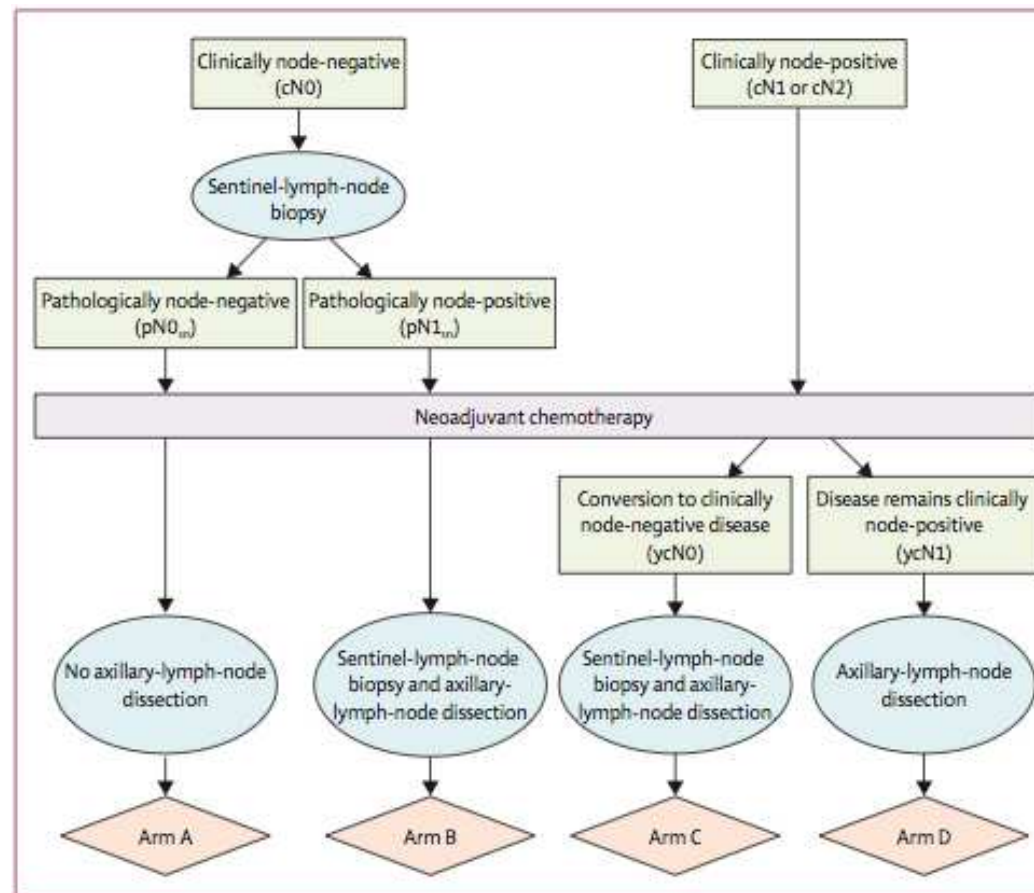 Clinically node-negative
(cN0)
Clinically node-positive
(cN1 or cN2)
Sentinel-lymph-node
biopsy
Pathologically node-negative
(pN0sn)
Pathologically node-positive
(pN1sn)
Neoadjuvant chemotherapy
Conversion to clinically
node-negative disease
(ycN0)
Disease remains clinically
node-positive
(ycN1)
No axillary-lymph-node
dissection
Sentinel-lymph-node
biopsy and axillary-
lymph-node dissection
Sentinel-lymph-node
biopsy and axillary-
lymph-node dissection
Axillary-lymph-node
dissection
Arm A
Arm B
Arm C
Arm D